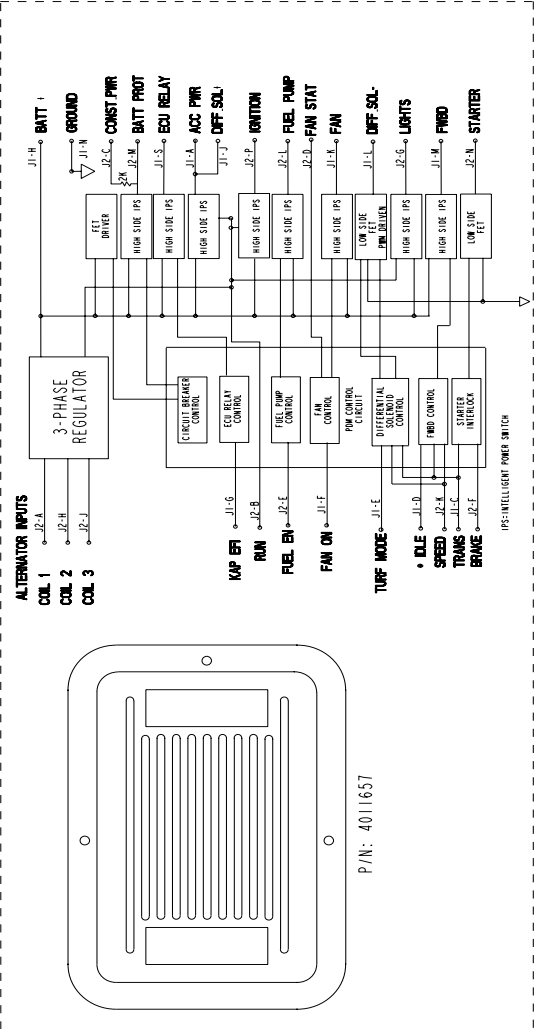 BATT +
J1-H
GROUND
J1-N
CONST.PWR
J2-C
22K
BATT PROT
J2-M
ECU RELAY
J1-S
ACC PWR
J1-A
DIFF.SOL+
J1-J
IGNITION
J2-P
FUEL PUMP
J2-L
FAN STAT
J2-D
FAN
J1-K
DIFF.SOL-
J1-L
LIGHTS
J2-G
FWBD
J1-M
STARTER
J2-N
FET
DRIVER
HIGH SIDE IPS
HIGH SIDE IPS
HIGH SIDE IPS
HIGH SIDE IPS
HIGH SIDE IPS
HIGH SIDE IPS
LOW SIDE
FET
PWM DRIVEN
HIGH SIDE IPS
HIGH SIDE IPS
LOW SIDE
FET
3-PHASE
REGULATOR
CIRCUIT BREAKER
CONTROL
ECU RELAY
CONTROL
FUEL PUMP
CONTROL
FAN
CONTROL
PDM CONTROL
CIRCUIT
DIFFERENTIAL
SOLENOID
CONTROL
FWBD CONTROL
STARTER
INTERLOCK
ALTERNATOR INPUTS
COIL 1
J2-A
COIL 2
J2-H
COIL 3
J2-J
KAP EFI
J1-G
RUN
J2-B
FUEL EN
J2-E
FAN ON
J1-F
TURF MODE
J1-E
* IDLE
J1-D
SPEED
J2-K
TRANS
J1-C
BRAKE
J2-F
IPS=INTELLIGENT POWER SWITCH
P/N: 4011657